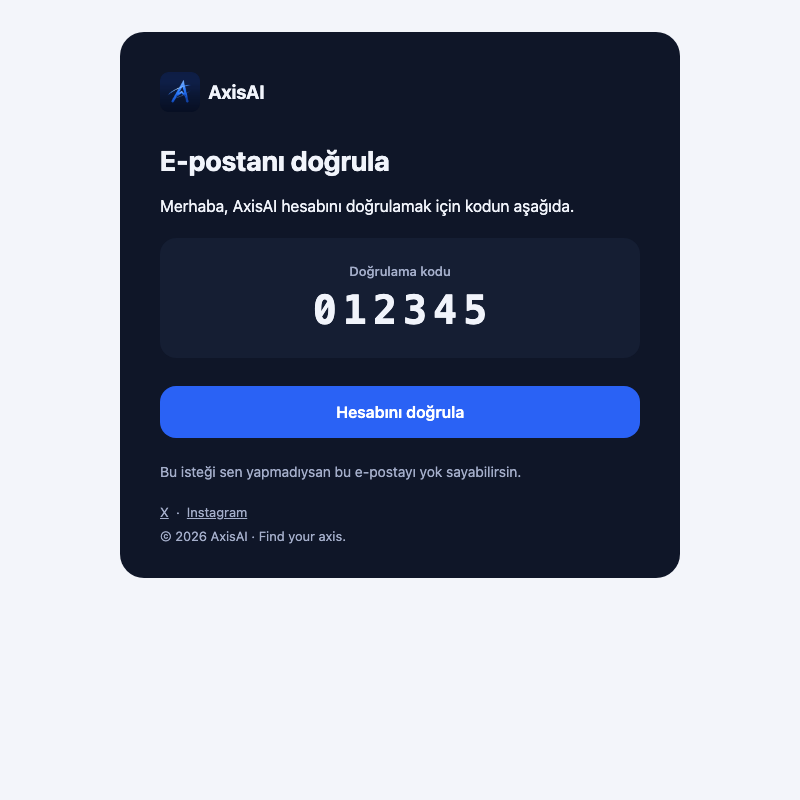 AxisAI
E-postanı doğrula
Merhaba, AxisAI hesabını doğrulamak için kodun aşağıda.
Doğrulama kodu
012345
Hesabını doğrula
Bu isteği sen yapmadıysan bu e-postayı yok sayabilirsin.
X · Instagram
© 2026 AxisAI · Find your axis.